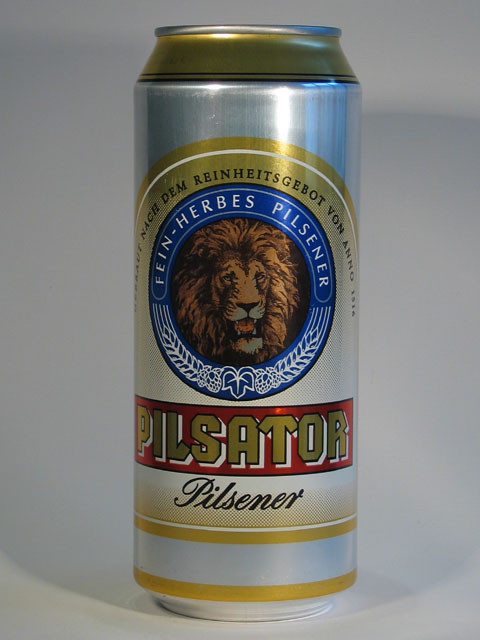 GEBRAUT NACH DEM REINHEITSGEBOT VON ANNO 1516
FEIN-HERBES PILSENER
PILSATOR
Pilsener